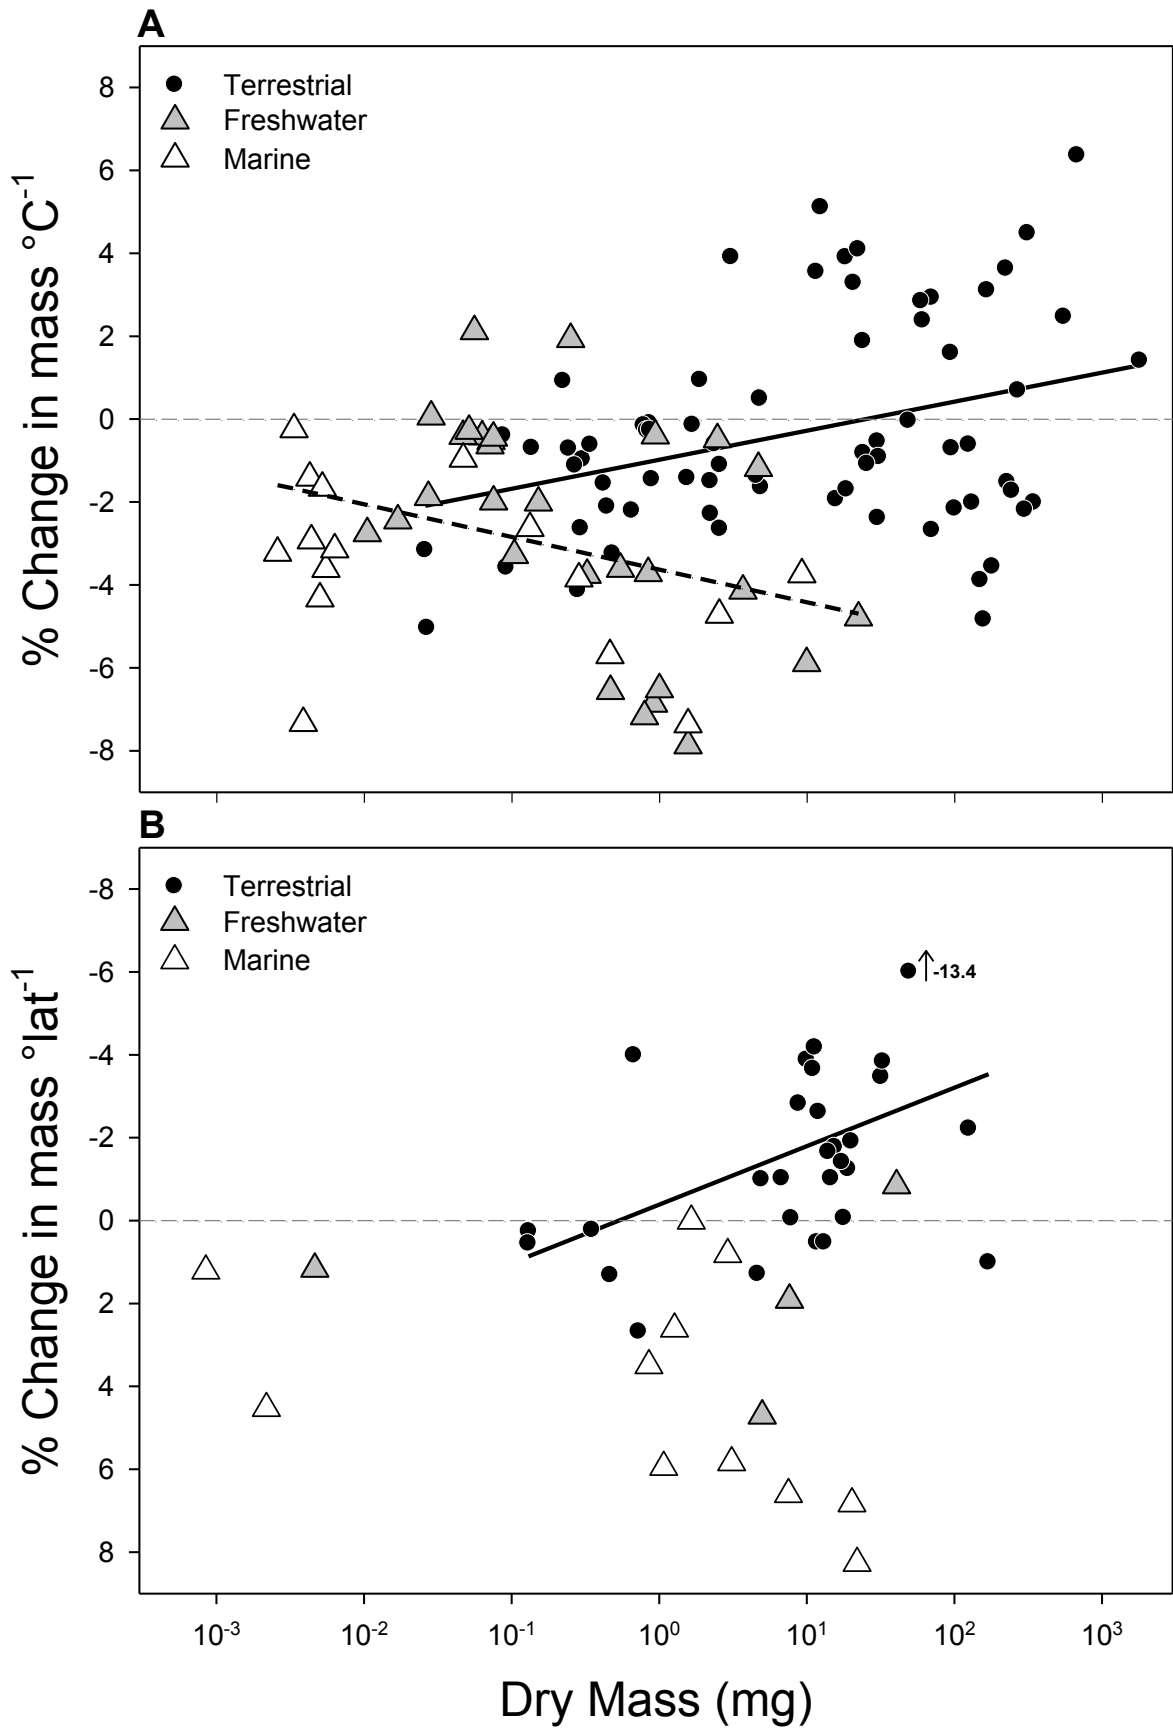 A
% Change in mass °C⁻¹
8
6
4
2
0
-2
-4
-6
-8
Terrestrial
Freshwater
Marine
B
% Change in mass °lat⁻¹
-8
-6
-4
-2
0
2
4
6
8
Terrestrial
Freshwater
Marine
-13.4
10⁻³ 10⁻² 10⁻¹ 10⁰ 10¹ 10² 10³
Dry Mass (mg)